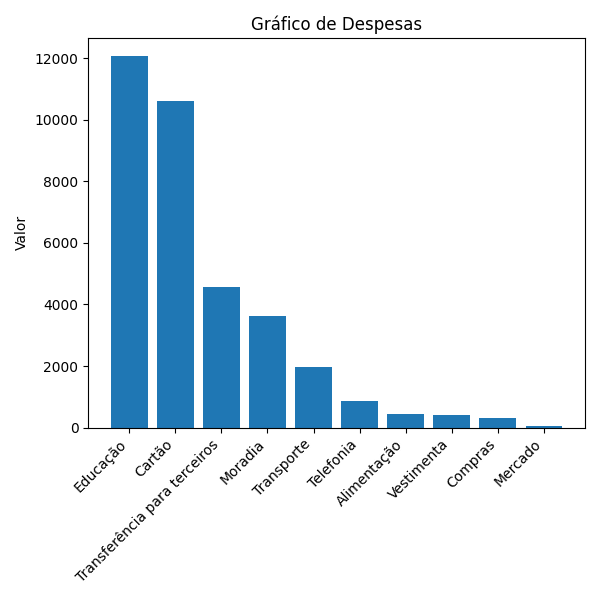 Gráfico de Despesas
Valor
12000
10000
8000
6000
4000
2000
0
Educação
Cartão
Transferência para terceiros
Moradia
Transporte
Telefonia
Alimentação
Vestimenta
Compras
Mercado